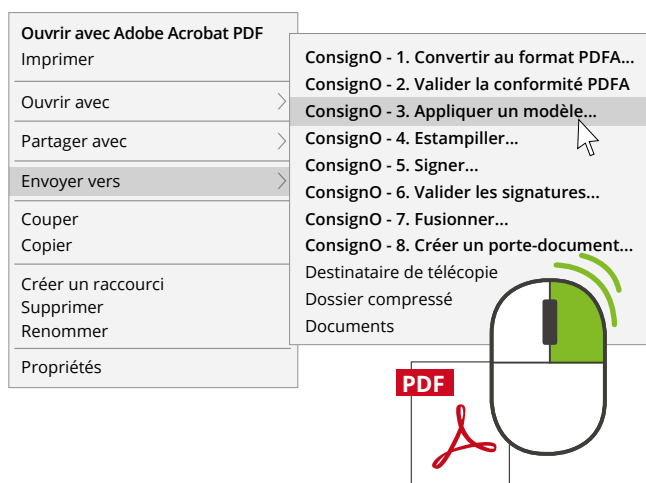 Ouvrir avec Adobe Acrobat PDF
Imprimer
Ouvrir avec
Partager avec
Envoyer vers
Couper
Copier
Créer un raccourci
Supprimer
Renommer
Propriétés
ConsignO - 1. Convertir au format PDFA...
ConsignO - 2. Valider la conformité PDFA
ConsignO - 3. Appliquer un modèle...
ConsignO - 4. Estampiller...
ConsignO - 5. Signer...
ConsignO - 6. Valider les signatures...
ConsignO - 7. Fusionner...
ConsignO - 8. Créer un porte-document...
Destinataire de télécopie
Dossier compressé
Documents
PDF